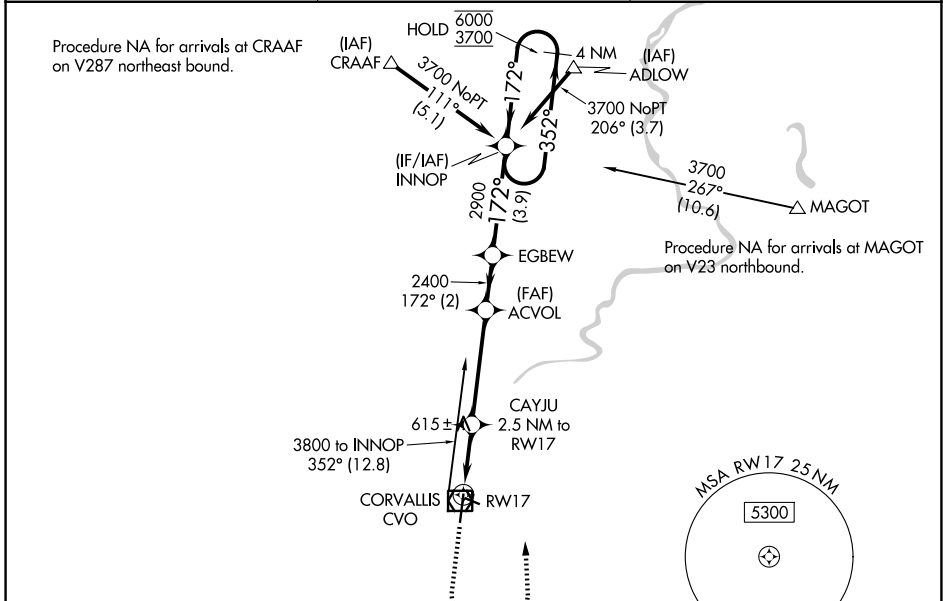 Procedure NA for arrivals at CRAAF
on V287 northeast bound.
(IAF)
CRAAF
3700 NoPT
111°
(5.1)
HOLD
6000
3700
4 NM
(IAF)
ADLOW
3700 NoPT
206° (3.7)
172°
352°
(IF/IAF)
INNOP
2900
172°
(3.9)
3700
267°
(10.6)
MAGOT
Procedure NA for arrivals at MAGOT
on V23 northbound.
EGBEW
2400
172° (2)
(FAF)
ACVOL
CAYJU
2.5 NM to
RW17
615±
3800 to INNOP
352° (12.8)
CORVALLIS
CVO
RW17
MSA RW17 25 NM
5300